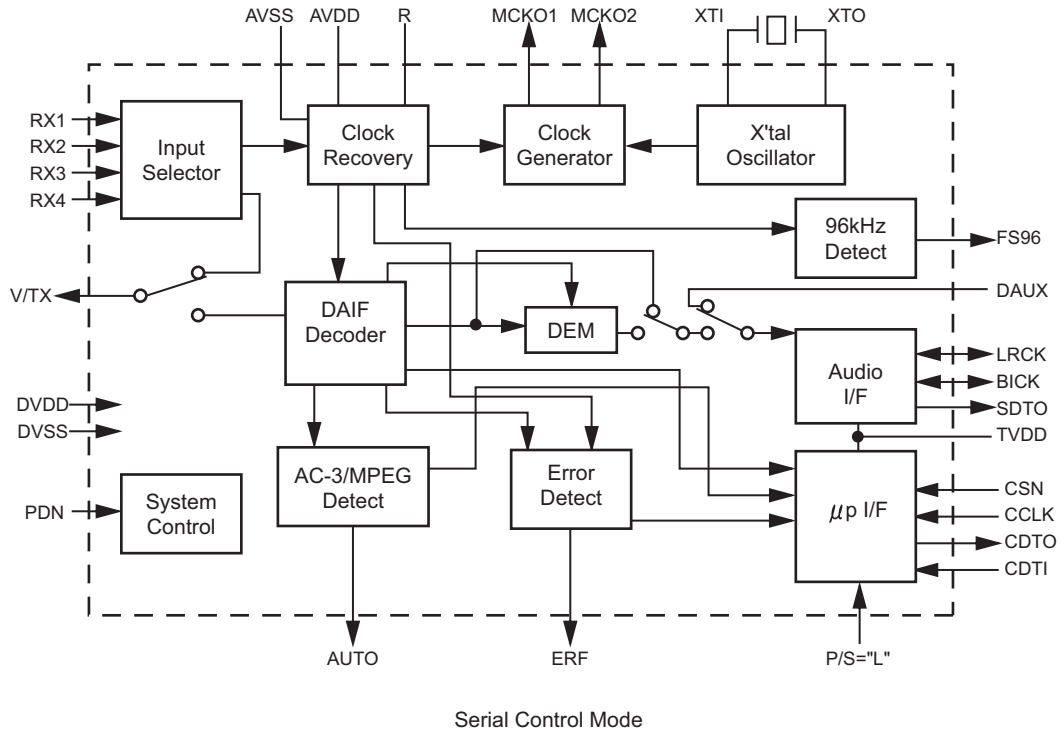 AVSS AVDD R MCKO1 MCKO2 XTI XTO
RX1
RX2
RX3
RX4
Input
Selector
Clock
Recovery
Clock
Generator
X'tal
Oscillator
96kHz
Detect
FS96
V/TX
DAUX
DAIF
Decoder
DEM
Audio
I/F
LRCK
BICK
SDTO
TVDD
DVDD
DVSS
PDN
System
Control
AC-3/MPEG
Detect
Error
Detect
μp I/F
CSN
CCLK
CDTO
CDTI
AUTO ERF P/S="L"
Serial Control Mode